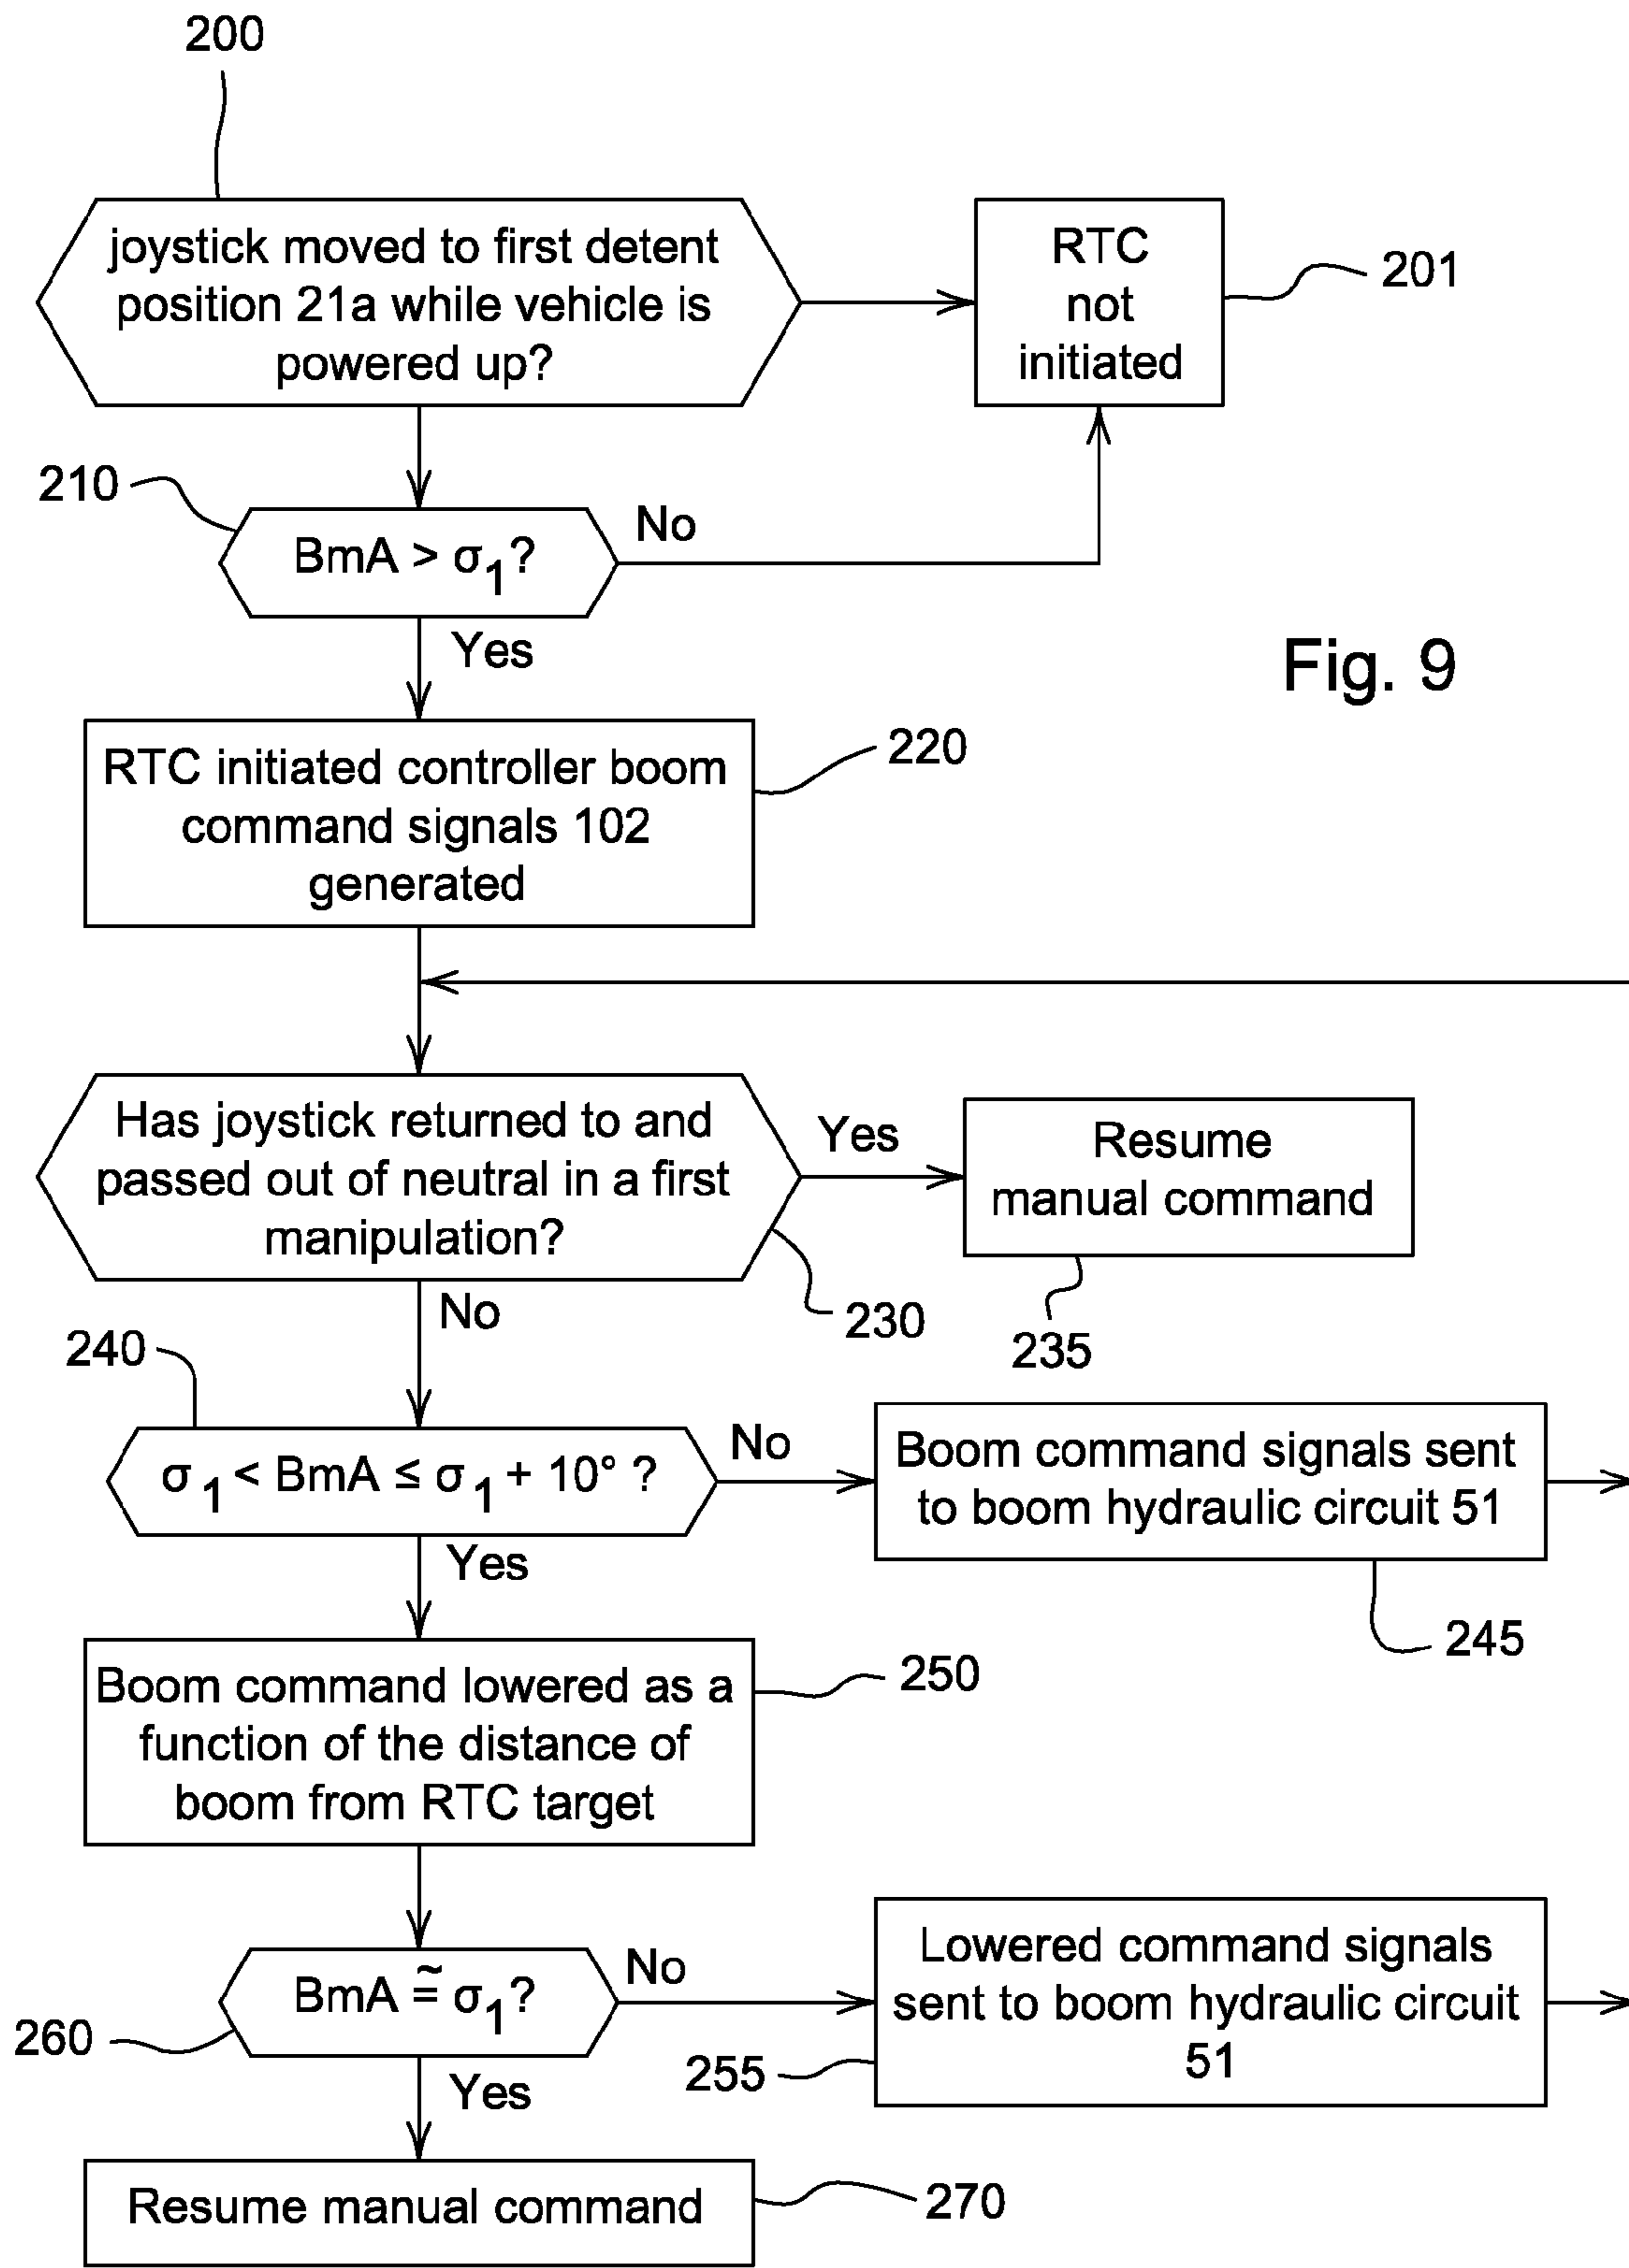 200
joystick moved to first detent
position 21a while vehicle is
powered up?
RTC
not
initiated
201
210
BmA > σ1?
No
Yes
Fig. 9
RTC initiated controller boom
command signals 102
generated
220
Has joystick returned to and
passed out of neutral in a first
manipulation?
Yes
Resume
manual command
No
230
235
240
σ1 < BmA ≤ σ1 + 10° ?
No
Boom command signals sent
to boom hydraulic circuit 51
Yes
245
Boom command lowered as a
function of the distance of
boom from RTC target
250
BmA ≅ σ1?
No
Lowered command signals
sent to boom hydraulic circuit
51
260
255
Yes
Resume manual command
270